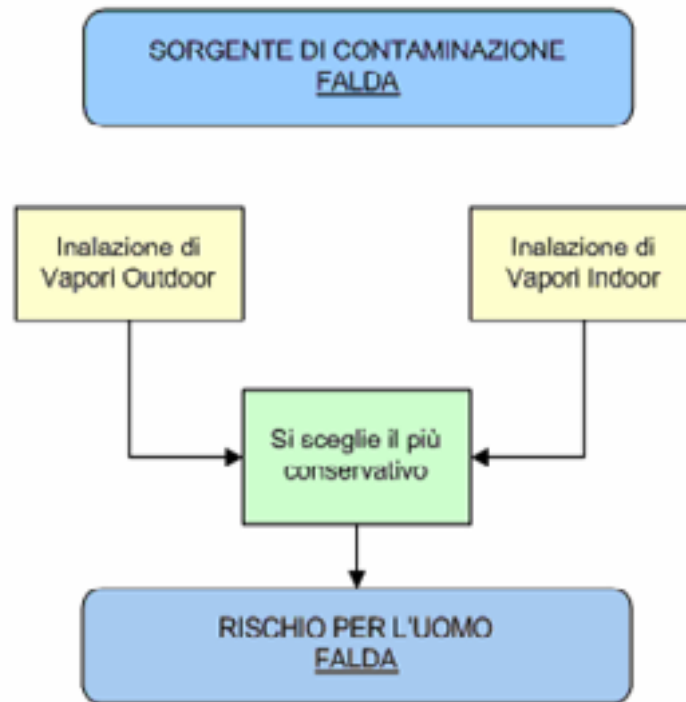 SORGENTE DI CONTAMINAZIONE
FALDA
Inalazione di
Vapori Outdoor
Inalazione di
Vapori Indoor
Si sceglie il più
conservativo
RISCHIO PER L'UOMO
FALDA